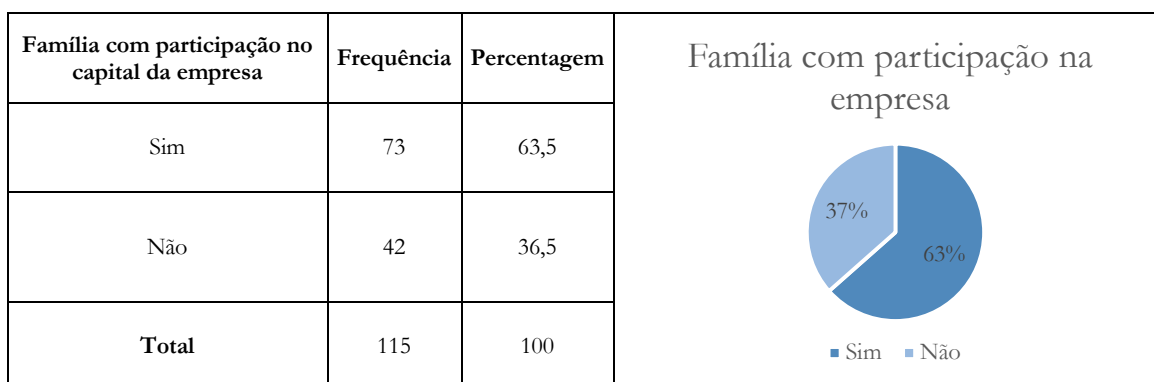 Família com participação no
capital da empresa
Frequência
Percentagem
Sim
73
63,5
Não
42
36,5
Total
115
100
Família com participação na
empresa
37%
63%
Sim
Não